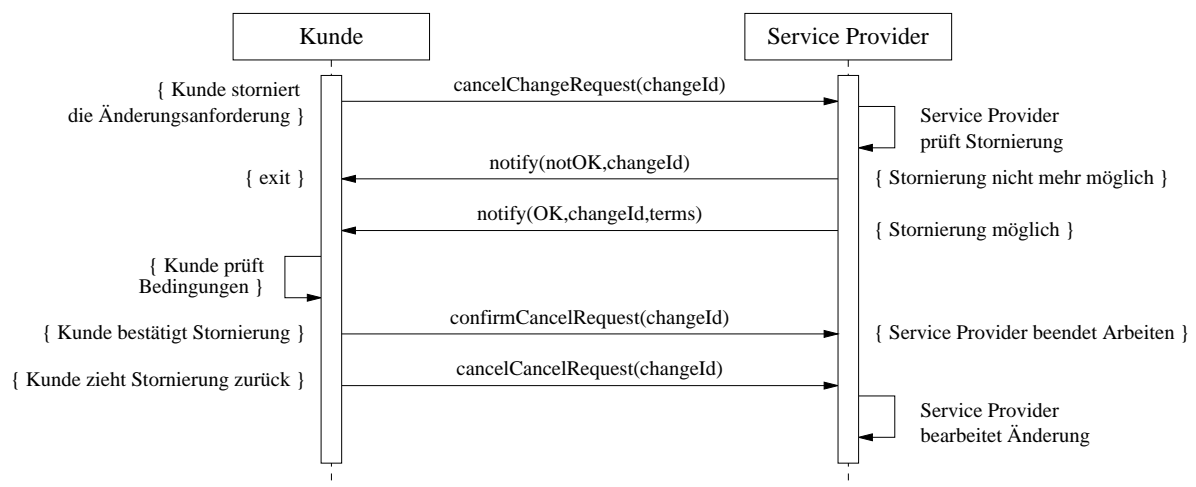 Kunde
Service Provider
{ Kunde storniert
die Änderungsanforderung }
cancelChangeRequest(changeId)
Service Provider
prüft Stornierung
{ exit }
notify(notOK,changeId)
{ Stornierung nicht mehr möglich }
notify(OK,changeId,terms)
{ Stornierung möglich }
{ Kunde prüft
Bedingungen }
{ Kunde bestätigt Stornierung }
confirmCancelRequest(changeId)
{ Service Provider beendet Arbeiten }
{ Kunde zieht Stornierung zurück }
cancelCancelRequest(changeId)
Service Provider
bearbeitet Änderung